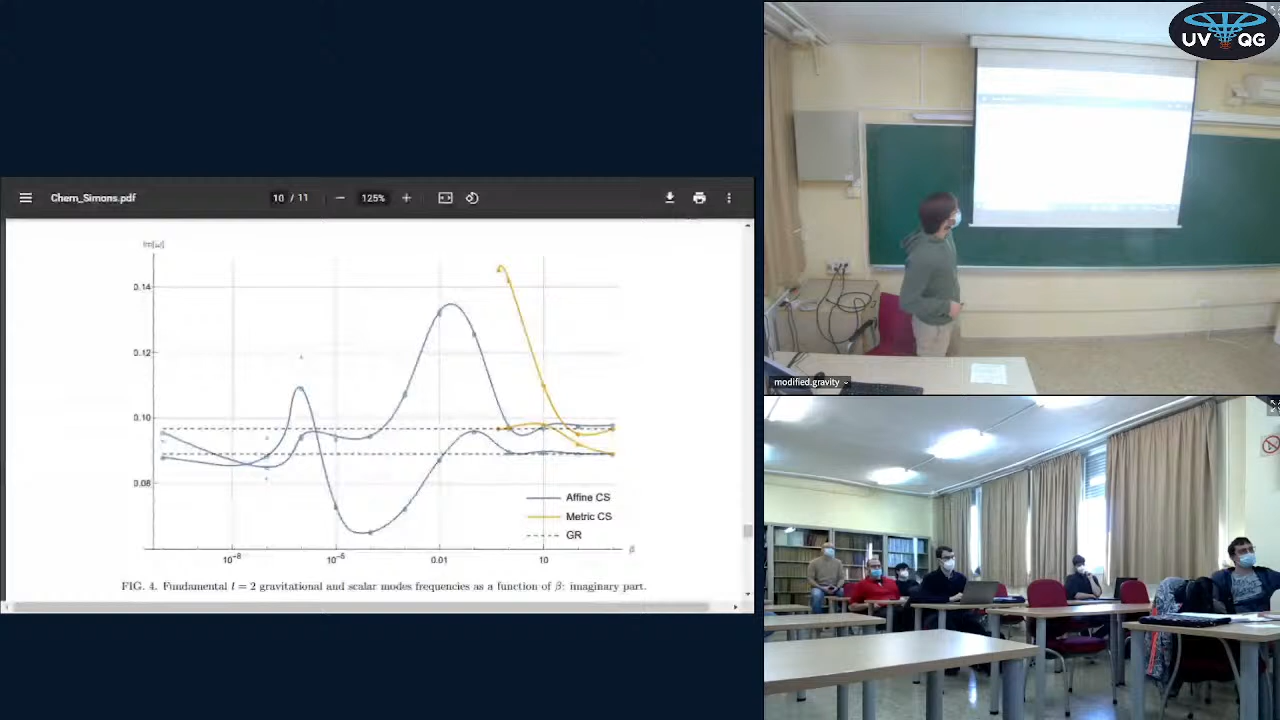 Chern_Simons.pdf
10 / 11
125%
Im[ω]
0.14
0.12
0.10
0.08
10⁻⁸
10⁻⁵
0.01
10
β
Affine CS
Metric CS
GR
FIG. 4. Fundamental l = 2 gravitational and scalar modes frequencies as a function of β: imaginary part.
UV QG
modified.gravity